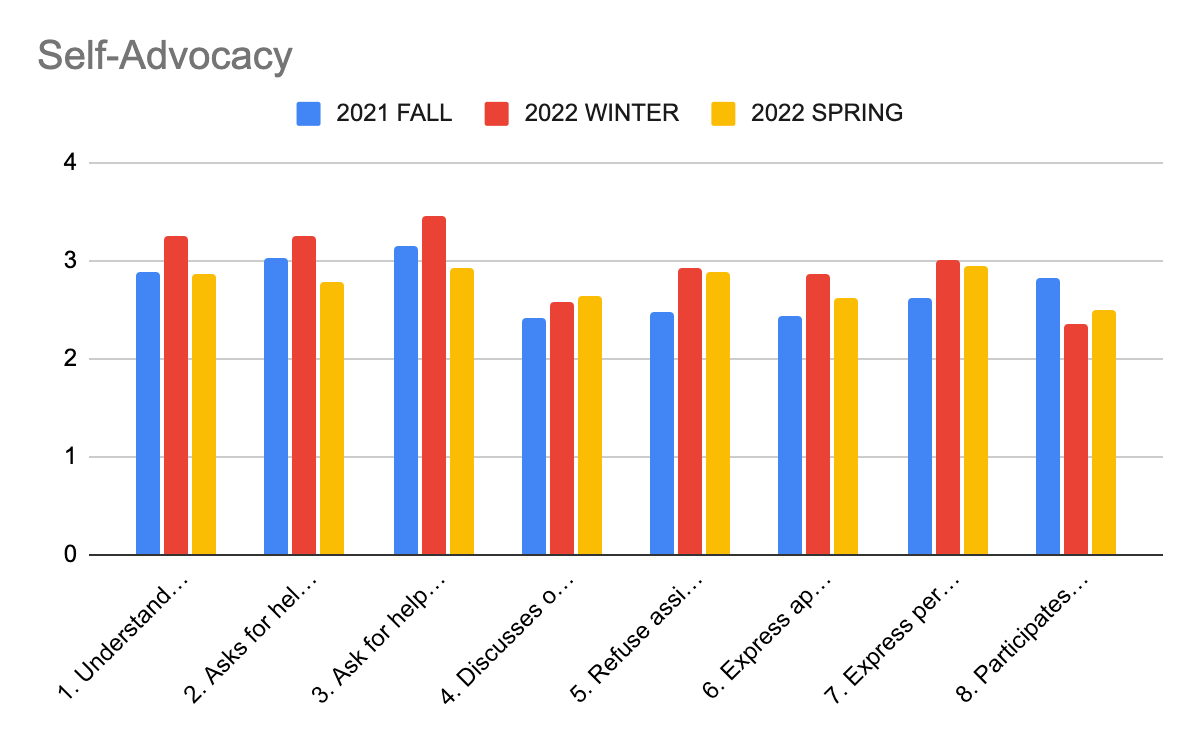 Self-Advocacy
2021 FALL 2022 WINTER 2022 SPRING
4
3
2
1
0
1. Understand…
2. Asks for hel…
3. Ask for help…
4. Discusses o…
5. Refuse assi…
6. Express ap…
7. Express per…
8. Participates…